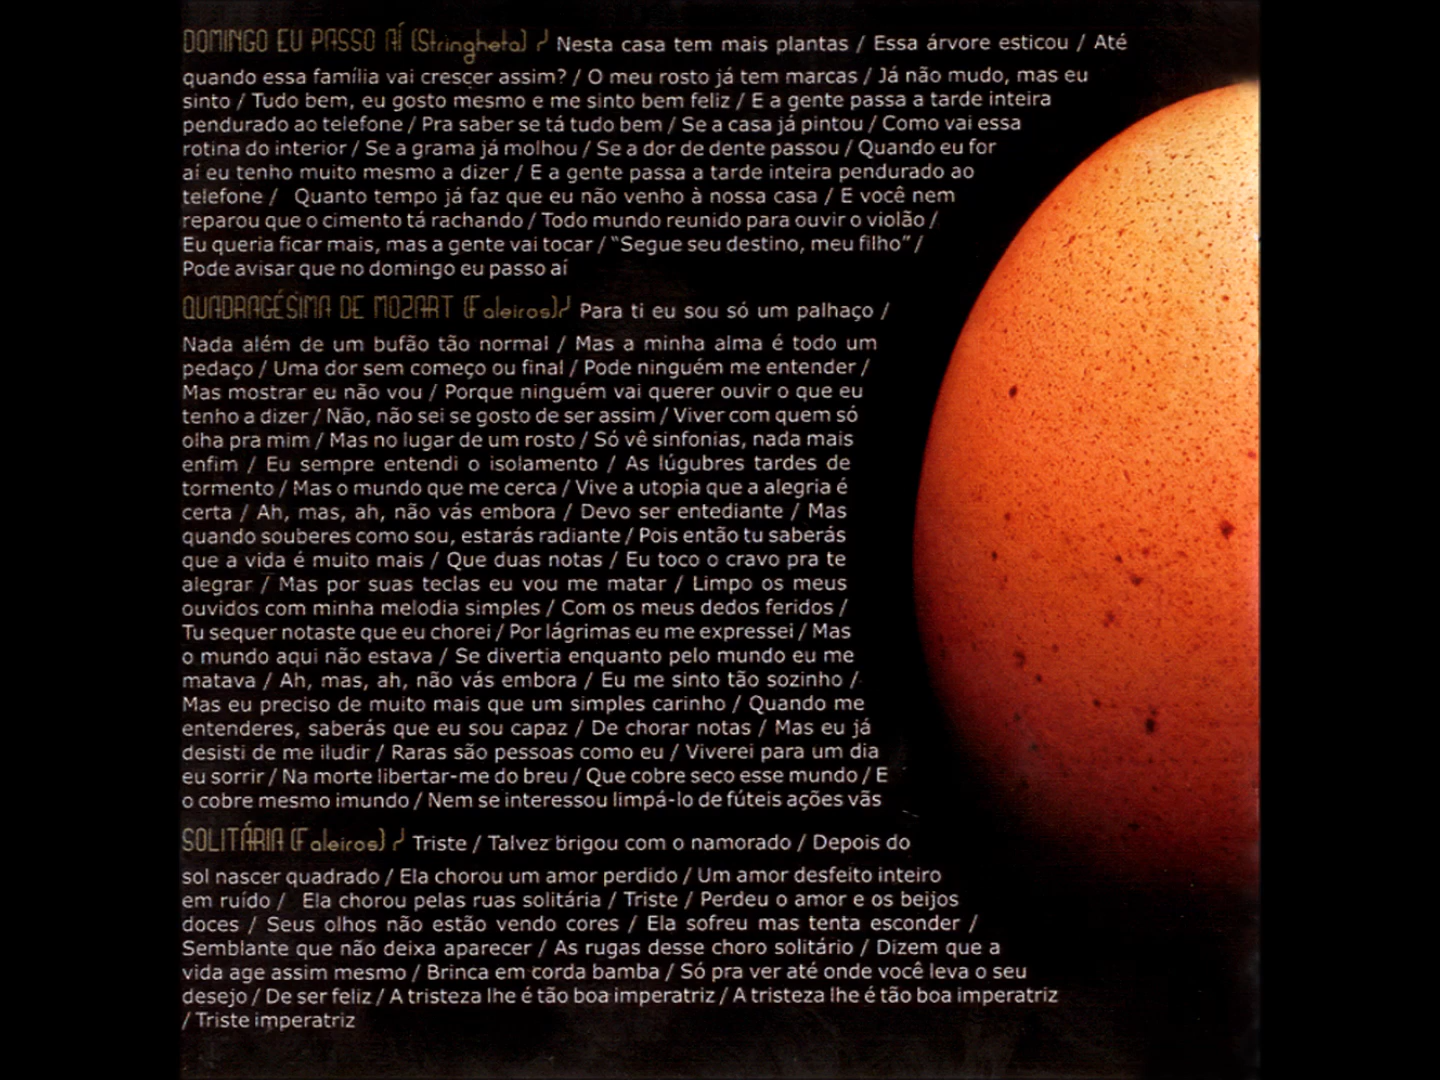 DOMINGO EU PASSO AÍ (Stringheta) / Nesta casa tem mais plantas / Essa árvore esticou / Até
quando essa família vai crescer assim? / O meu rosto já tem marcas / Já não mudo, mas eu
sinto / Tudo bem, eu gosto mesmo e me sinto bem feliz / E a gente passa a tarde inteira
pendurado ao telefone / Pra saber se tá tudo bem / Se a casa já pintou / Como vai essa
rotina do interior / Se a grama já molhou / Se a dor de dente passou / Quando eu for
aí eu tenho muito mesmo a dizer / E a gente passa a tarde inteira pendurado ao
telefone / Quanto tempo já faz que eu não venho à nossa casa / E você nem
reparou que o cimento tá rachando / Todo mundo reunido para ouvir o violão /
Eu queria ficar mais, mas a gente vai tocar / “Segue seu destino, meu filho” /
Pode avisar que no domingo eu passo aí
QUADRAGÉSIMA DE MOZART (Faleiros) / Para ti eu sou só um palhaço /
Nada além de um bufão tão normal / Mas a minha alma é todo um
pedaço / Uma dor sem começo ou final / Pode ninguém me entender /
Mas mostrar eu não vou / Porque ninguém vai querer ouvir o que eu
tenho a dizer / Não, não sei se gosto de ser assim / Viver com quem só
olha pra mim / Mas no lugar de um rosto / Só vê sinfonias, nada mais
enfim / Eu sempre entendi o isolamento / As lúgubres tardes de
tormento / Mas o mundo que me cerca / Vive a utopia que a alegria é
certa / Ah, mas, ah, não vás embora / Devo ser entediante / Mas
quando souberes como sou, estarás radiante / Pois então tu saberás
que a vida é muito mais / Que duas notas / Eu toco o cravo pra te
alegrar / Mas por suas teclas eu vou me matar / Limpo os meus
ouvidos com minha melodia simples / Com os meus dedos feridos /
Tu sequer notaste que eu chorei / Por lágrimas eu me expressei / Mas
o mundo aqui não estava / Se divertia enquanto pelo mundo eu me
matava / Ah, mas, ah, não vás embora / Eu me sinto tão sozinho /
Mas eu preciso de muito mais que um simples carinho / Quando me
entenderes, saberás que eu sou capaz / De chorar notas / Mas eu já
desisti de me iludir / Raras são pessoas como eu / Viverei para um dia
eu sorrir / Na morte libertar-me do breu / Que cobre seco esse mundo / E
o cobre mesmo imundo / Nem se interessou limpá-lo de fúteis ações vãs
SOLITÁRIA (Faleiros) / Triste / Talvez brigou com o namorado / Depois do
sol nascer quadrado / Ela chorou um amor perdido / Um amor desfeito inteiro
em ruído / Ela chorou pelas ruas solitária / Triste / Perdeu o amor e os beijos
doces / Seus olhos não estão vendo cores / Ela sofreu mas tenta esconder /
Semblante que não deixa aparecer / As rugas desse choro solitário / Dizem que a
vida age assim mesmo / Brinca em corda bamba / Só pra ver até onde você leva o seu
desejo / De ser feliz / A tristeza lhe é tão boa imperatriz / A tristeza lhe é tão boa imperatriz
/ Triste imperatriz